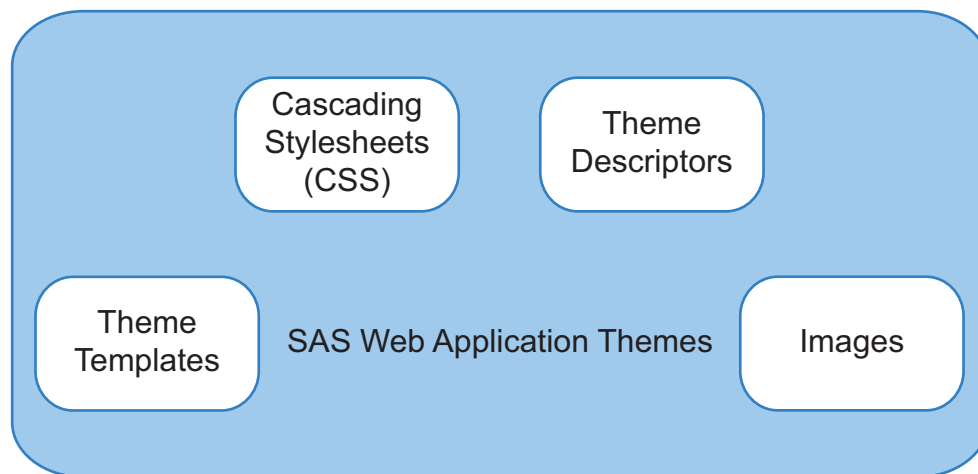 Cascading
Stylesheets
(CSS)
Theme
Descriptors
Theme
Templates
SAS Web Application Themes
Images